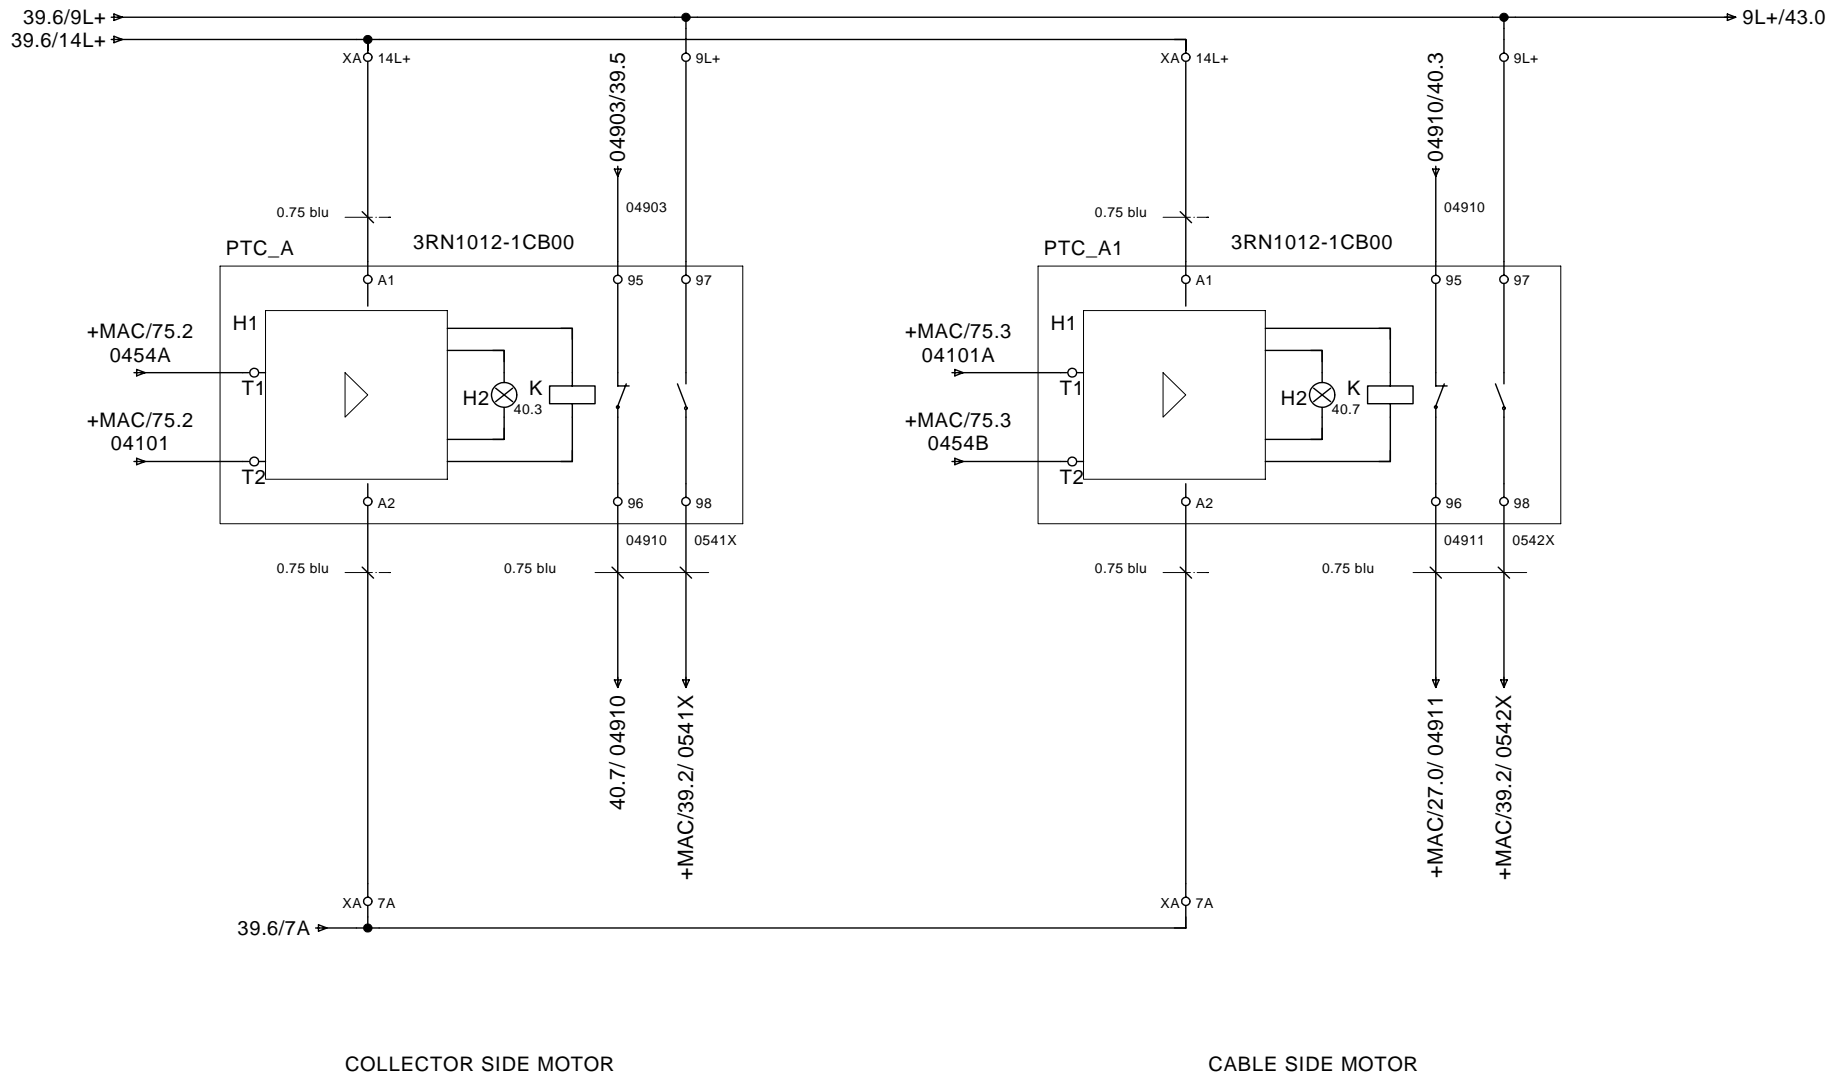 39.6/9L+
9L+/43.0
39.6/14L+
XA 14L+
9L+
XA 14L+
9L+
04903/39.5
04910/40.3
0.75 blu
04903
0.75 blu
04910
PTC_A
3RN1012-1CB00
PTC_A1
3RN1012-1CB00
A1
95
97
A1
95
97
+MAC/75.2
0454A
H1
T1
+MAC/75.3
04101A
H1
T1
H2
40.3
K
H2
40.7
K
+MAC/75.2
04101
T2
+MAC/75.3
0454B
T2
A2
96
98
A2
96
98
04910
0541X
04911
0542X
0.75 blu
0.75 blu
0.75 blu
0.75 blu
40.7/ 04910
+MAC/39.2/ 0541X
+MAC/27.0/ 04911
+MAC/39.2/ 0542X
XA 7A
XA 7A
39.6/7A
COLLECTOR SIDE MOTOR
CABLE SIDE MOTOR